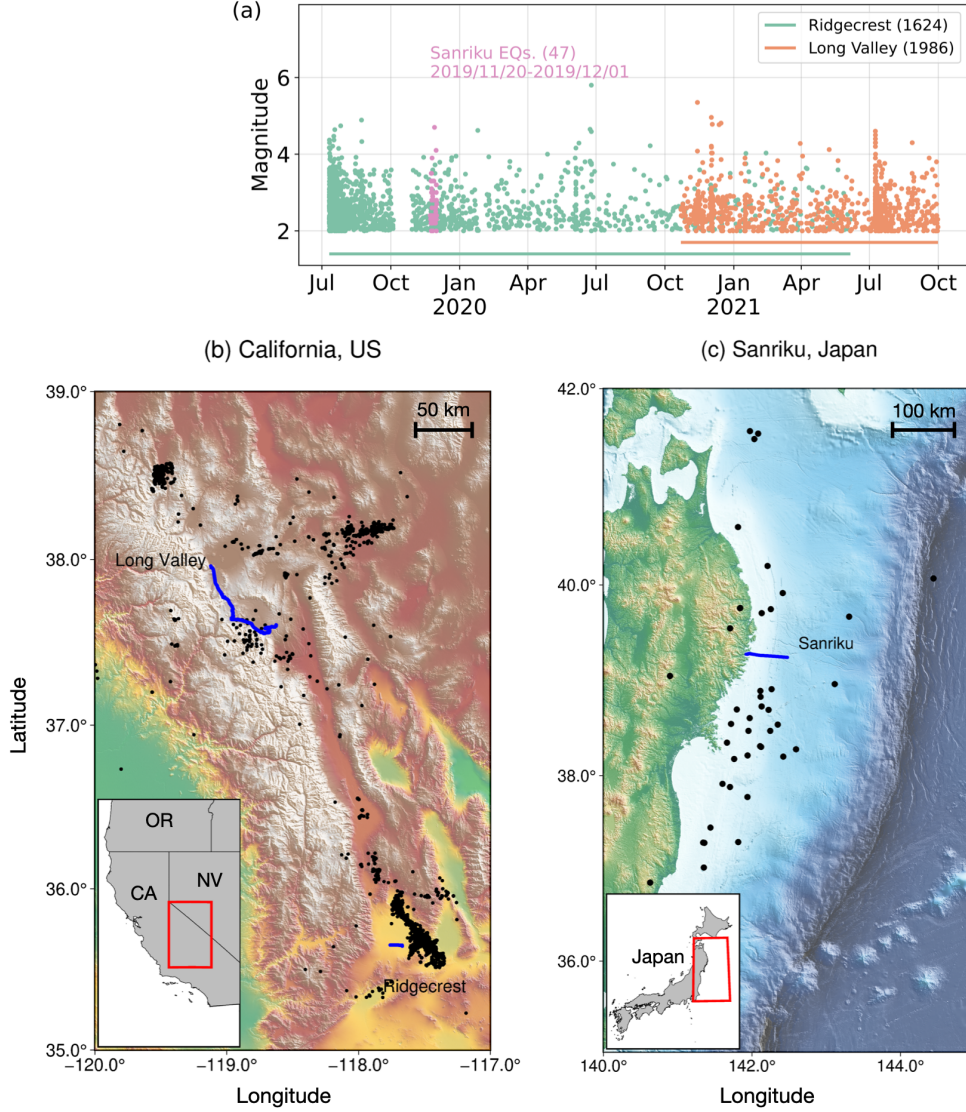 (a)
Ridgecrest (1624)
Long Valley (1986)
Sanriku EQs. (47)
2019/11/20-2019/12/01
Magnitude
6
4
2
Jul
Oct
Jan
2020
Apr
Jul
Oct
Jan
2021
Apr
Jul
Oct
(b) California, US
(c) Sanriku, Japan
39.0°
38.0°
37.0°
36.0°
35.0°
Latitude
50 km
Long Valley
Ridgecrest
OR
CA
NV
−120.0°
−119.0°
−118.0°
−117.0°
Longitude
42.0°
40.0°
38.0°
36.0°
100 km
Sanriku
Japan
140.0°
142.0°
144.0°
Longitude